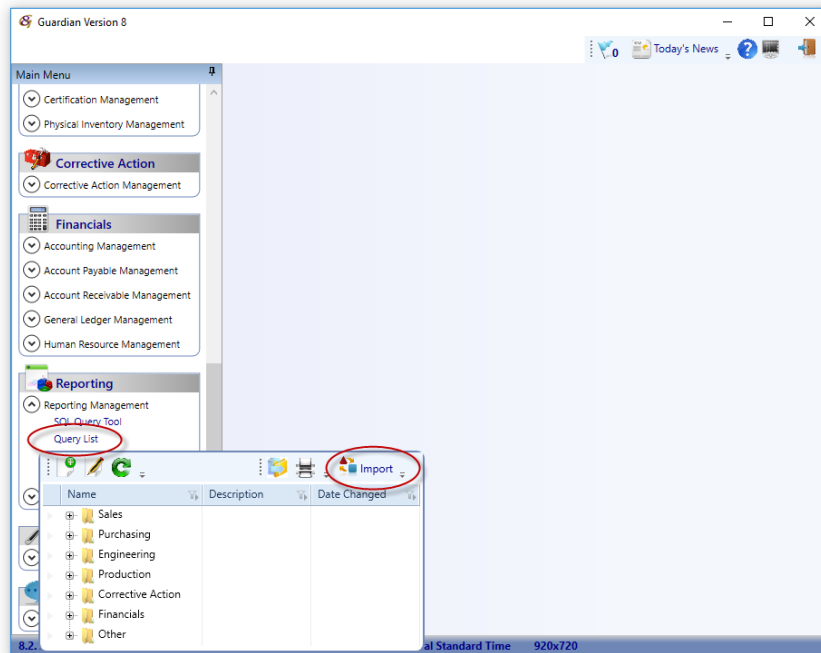 Guardian Version 8
0 Today's News
Main Menu
Certification Management
Physical Inventory Management
Corrective Action
Corrective Action Management
Financials
Accounting Management
Account Payable Management
Account Receivable Management
General Ledger Management
Human Resource Management
Reporting
Reporting Management
SQL Query Tool
Query List
Import
Name Description Date Changed
Sales
Purchasing
Engineering
Production
Corrective Action
Financials
Other
8.2. al Standard Time 920x720